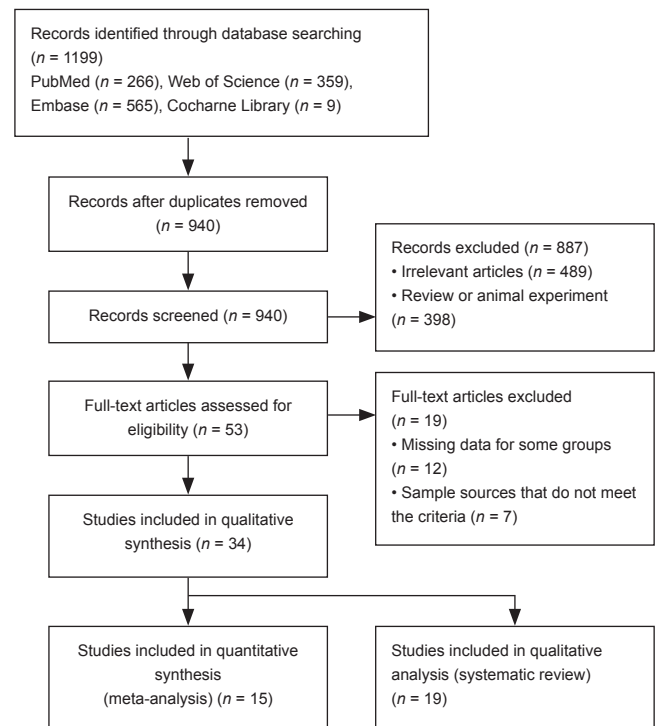 Records identified through database searching
(n = 1199)
PubMed (n = 266), Web of Science (n = 359),
Embase (n = 565), Cocharne Library (n = 9)
Records after duplicates removed
(n = 940)
Records excluded (n = 887)
• Irrelevant articles (n = 489)
• Review or animal experiment
(n = 398)
Records screened (n = 940)
Full-text articles assessed for
eligibility (n = 53)
Full-text articles excluded
(n = 19)
• Missing data for some groups
(n = 12)
• Sample sources that do not meet
the criteria (n = 7)
Studies included in qualitative
synthesis (n = 34)
Studies included in quantitative
synthesis
(meta-analysis) (n = 15)
Studies included in qualitative
analysis (systematic review)
(n = 19)